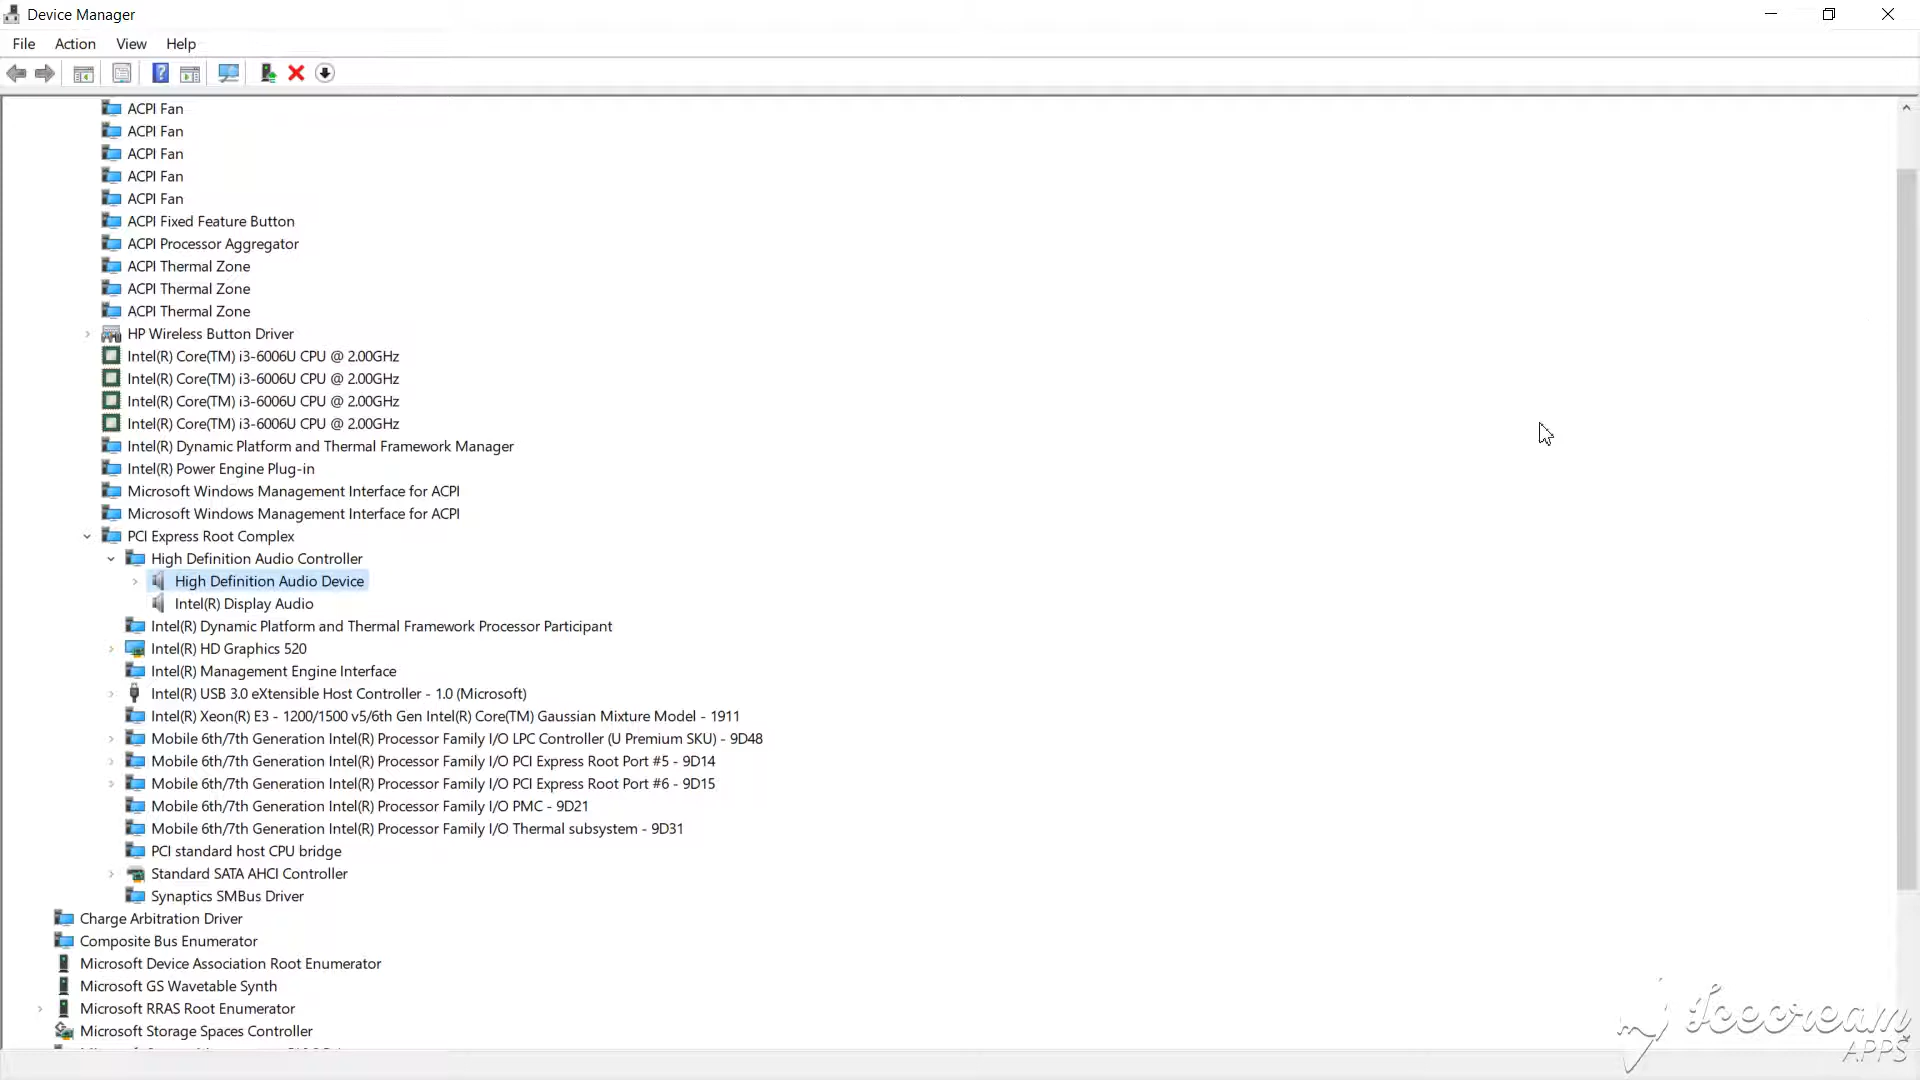 Device Manager
File Action View Help
ACPI Fan
ACPI Fan
ACPI Fan
ACPI Fan
ACPI Fan
ACPI Fixed Feature Button
ACPI Processor Aggregator
ACPI Thermal Zone
ACPI Thermal Zone
ACPI Thermal Zone
HP Wireless Button Driver
Intel(R) Core(TM) i3-6006U CPU @ 2.00GHz
Intel(R) Core(TM) i3-6006U CPU @ 2.00GHz
Intel(R) Core(TM) i3-6006U CPU @ 2.00GHz
Intel(R) Core(TM) i3-6006U CPU @ 2.00GHz
Intel(R) Dynamic Platform and Thermal Framework Manager
Intel(R) Power Engine Plug-in
Microsoft Windows Management Interface for ACPI
Microsoft Windows Management Interface for ACPI
PCI Express Root Complex
High Definition Audio Controller
High Definition Audio Device
Intel(R) Display Audio
Intel(R) Dynamic Platform and Thermal Framework Processor Participant
Intel(R) HD Graphics 520
Intel(R) Management Engine Interface
Intel(R) USB 3.0 eXtensible Host Controller - 1.0 (Microsoft)
Intel(R) Xeon(R) E3 - 1200/1500 v5/6th Gen Intel(R) Core(TM) Gaussian Mixture Model - 1911
Mobile 6th/7th Generation Intel(R) Processor Family I/O LPC Controller (U Premium SKU) - 9D48
Mobile 6th/7th Generation Intel(R) Processor Family I/O PCI Express Root Port #5 - 9D14
Mobile 6th/7th Generation Intel(R) Processor Family I/O PCI Express Root Port #6 - 9D15
Mobile 6th/7th Generation Intel(R) Processor Family I/O PMC - 9D21
Mobile 6th/7th Generation Intel(R) Processor Family I/O Thermal subsystem - 9D31
PCI standard host CPU bridge
Standard SATA AHCI Controller
Synaptics SMBus Driver
Charge Arbitration Driver
Composite Bus Enumerator
Microsoft Device Association Root Enumerator
Microsoft GS Wavetable Synth
Microsoft RRAS Root Enumerator
Microsoft Storage Spaces Controller
Icecream
APPS